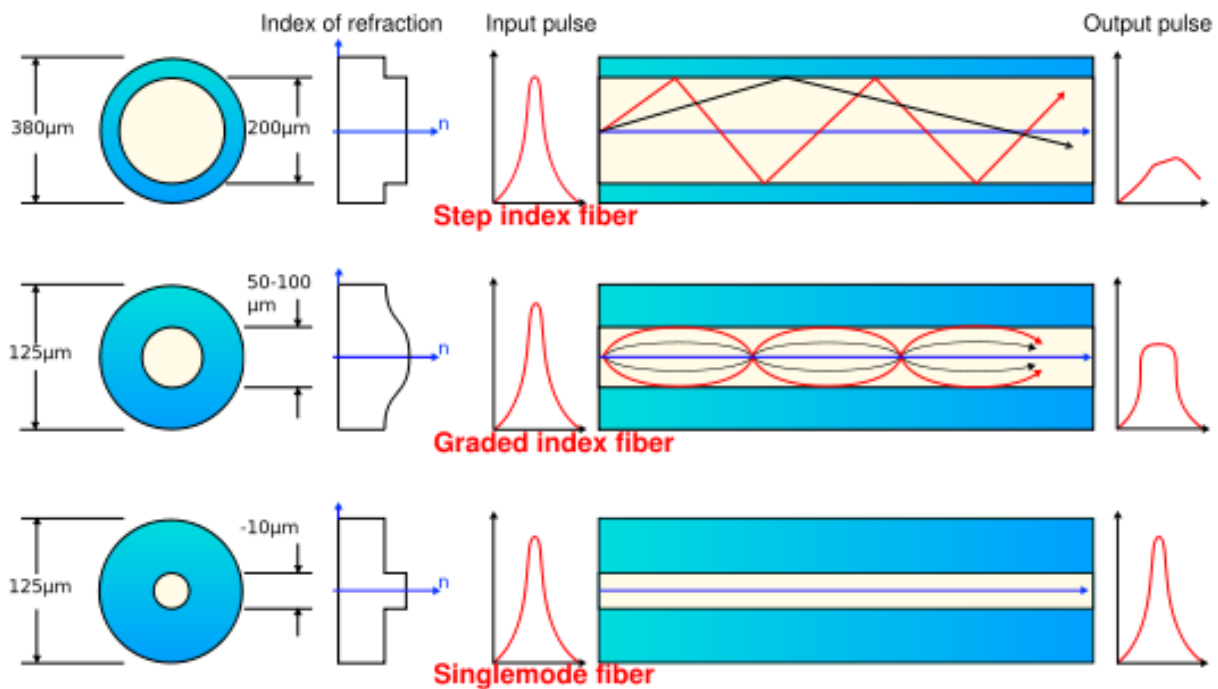 Index of refraction
Input pulse
Output pulse
380µm
200µm
n
Step index fiber
50-100
µm
125µm
n
Graded index fiber
-10µm
125µm
n
Singlemode fiber